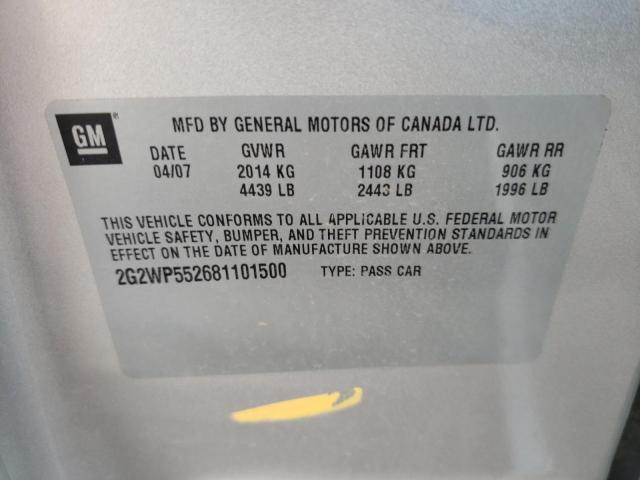 GM
MFD BY GENERAL MOTORS OF CANADA LTD.
DATE GVWR GAWR FRT GAWR RR
04/07 2014 KG 1108 KG 906 KG
4439 LB 2443 LB 1996 LB
THIS VEHICLE CONFORMS TO ALL APPLICABLE U.S. FEDERAL MOTOR
VEHICLE SAFETY, BUMPER, AND THEFT PREVENTION STANDARDS IN
EFFECT ON THE DATE OF MANUFACTURE SHOWN ABOVE.
2G2WP552681101500 TYPE: PASS CAR